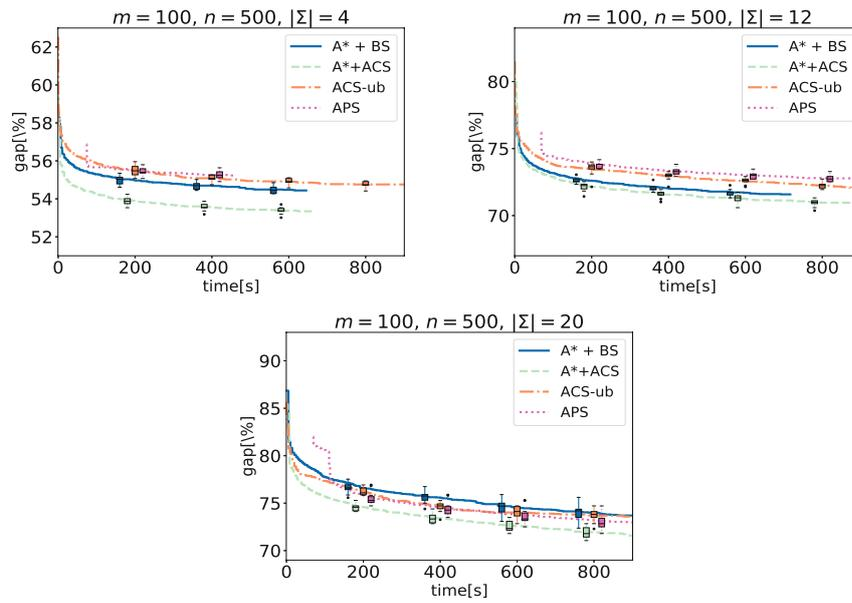 m = 100, n = 500, |Σ| = 4
62
60
58
56
54
52
gap[\%]
A* + BS
A*+ACS
ACS-ub
APS
0
200
400
600
800
time[s]
m = 100, n = 500, |Σ| = 12
80
75
70
gap[\%]
A* + BS
A*+ACS
ACS-ub
APS
0
200
400
600
800
time[s]
m = 100, n = 500, |Σ| = 20
90
85
80
75
70
gap[\%]
A* + BS
A*+ACS
ACS-ub
APS
0
200
400
600
800
time[s]